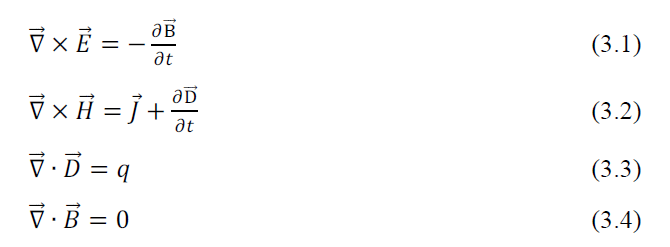 ∇⃗ × E⃗ = − ∂B⃗/∂t (3.1)
∇⃗ × H⃗ = J⃗ + ∂D⃗/∂t (3.2)
∇⃗ · D⃗ = q (3.3)
∇⃗ · B⃗ = 0 (3.4)